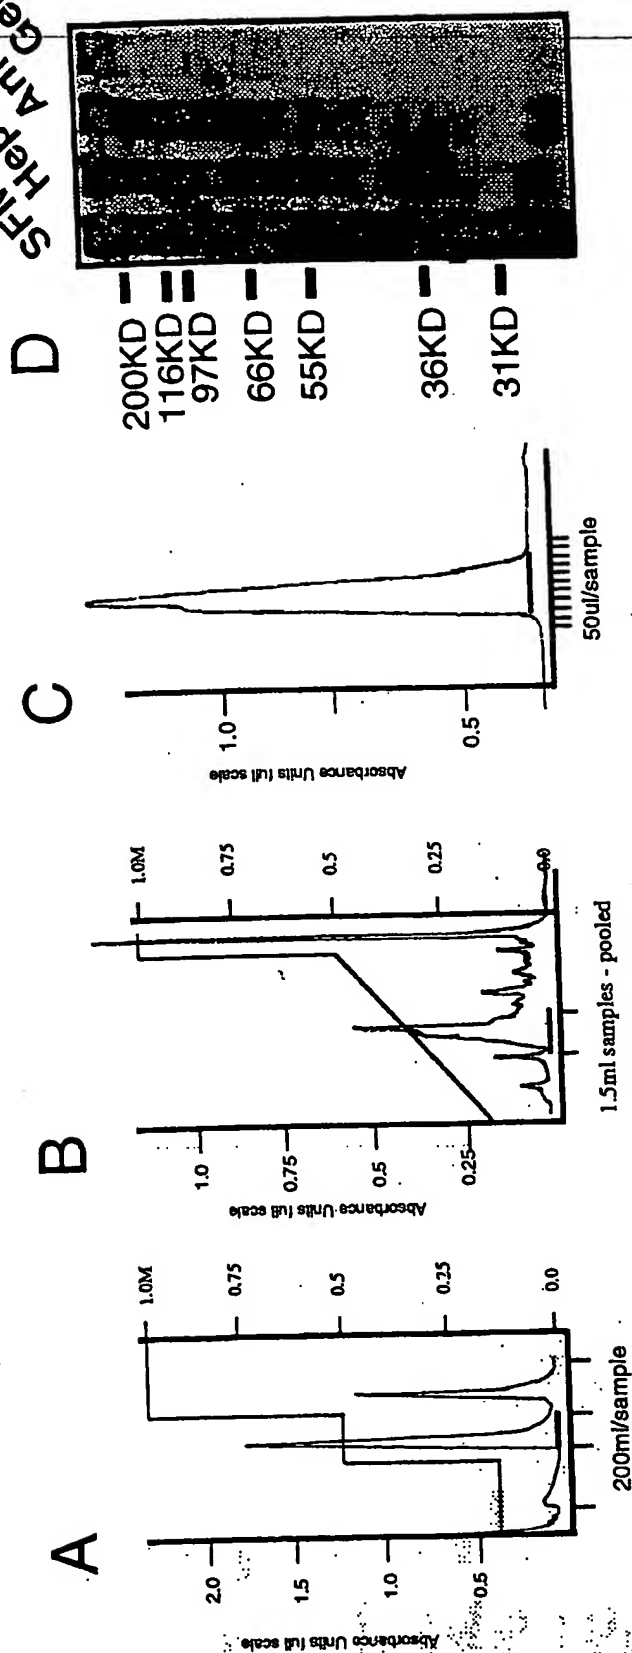 A
Absorbance Units full scale
2.0
1.5
1.0
0.5
1.0M
0.75
0.5
0.25
0.0
200ml/sample
B
Absorbance Units full scale
1.0
0.75
0.5
0.25
1.0M
0.75
0.5
0.25
0.0
1.5ml samples - pooled
C
Absorbance Units full scale
1.0
0.5
50ul/sample
D
200KD
116KD
97KD
66KD
55KD
36KD
31KD
Hep